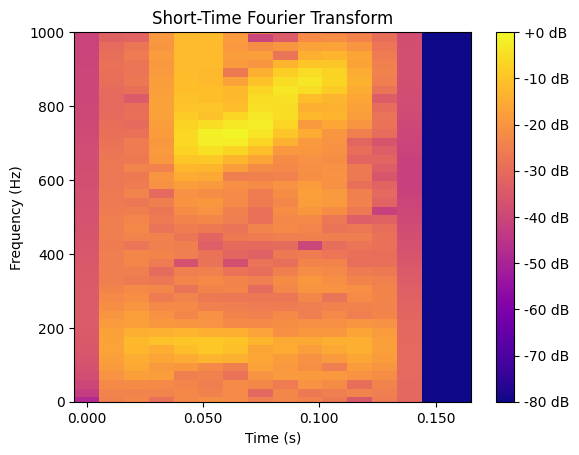 Short-Time Fourier Transform
1000
800
600
400
200
0
Frequency (Hz)
0.000
0.050
0.100
0.150
Time (s)
+0 dB
-10 dB
-20 dB
-30 dB
-40 dB
-50 dB
-60 dB
-70 dB
-80 dB